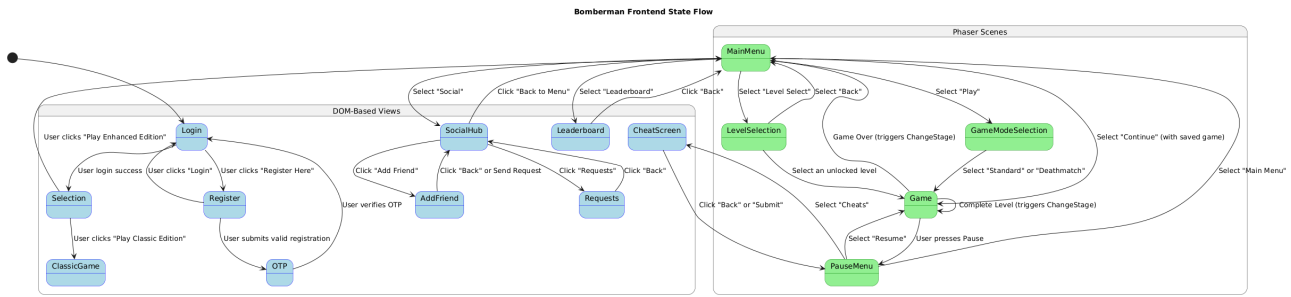 Bomberman Frontend State Flow
Phaser Scenes
MainMenu
Select "Social"
Click "Back to Menu"
Select "Leaderboard"
Click "Back"
Select "Level Select"
Select "Back"
Select "Play"
DOM-Based Views
User clicks "Play Enhanced Edition"
Login
SocialHub
Leaderboard
CheatScreen
LevelSelection
Game Over (triggers ChangeStage)
GameModeSelection
Select "Continue" (with saved game)
User login success
User clicks "Login"
User clicks "Register Here"
Click "Add Friend"
Click "Back" or Send Request
Click "Requests"
Click "Back"
Select an unlocked level
Select "Standard" or "Deathmatch"
Select "Main Menu"
Selection
Register
User verifies OTP
AddFriend
Requests
Click "Back" or "Submit"
Select "Cheats"
Game
Complete Level (triggers ChangeStage)
User clicks "Play Classic Edition"
User submits valid registration
Select "Resume"
User presses Pause
ClassicGame
OTP
PauseMenu